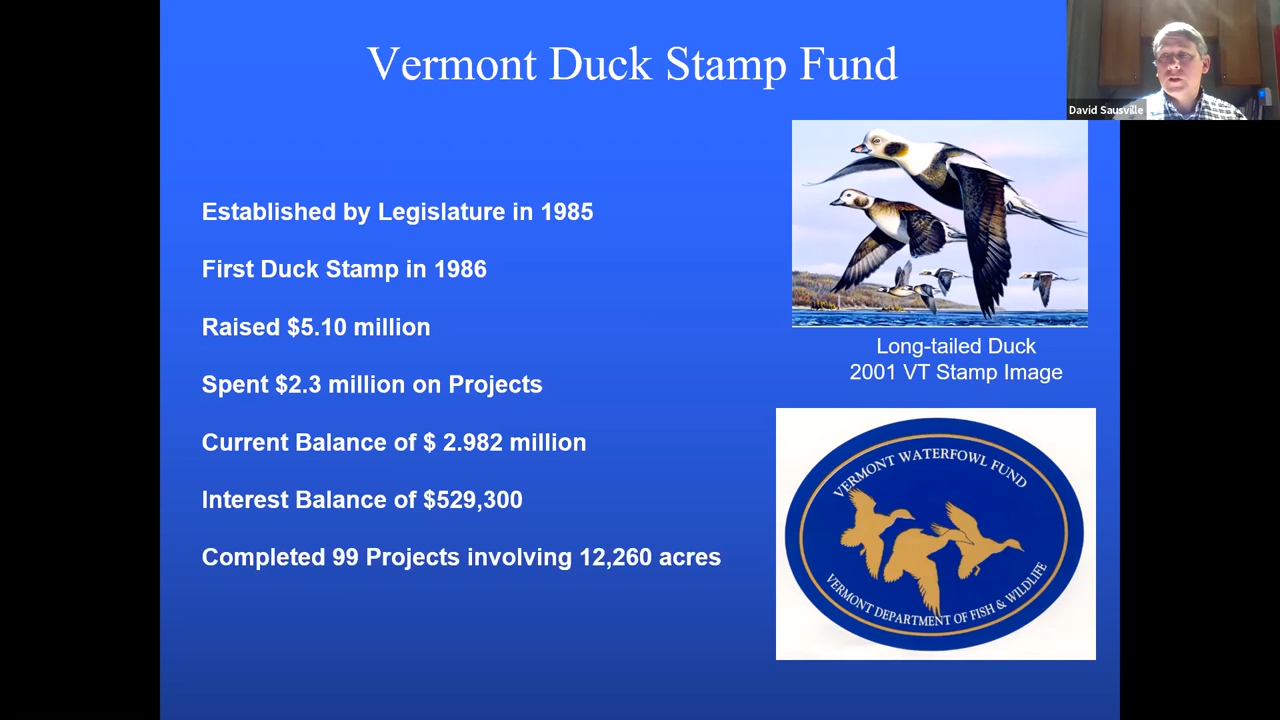 Vermont Duck Stamp Fund
David Sausville
Established by Legislature in 1985
First Duck Stamp in 1986
Raised $5.10 million
Spent $2.3 million on Projects
Current Balance of $ 2.982 million
Interest Balance of $529,300
Completed 99 Projects involving 12,260 acres
Long-tailed Duck
2001 VT Stamp Image
VERMONT WATERFOWL FUND
VERMONT DEPARTMENT OF FISH & WILDLIFE